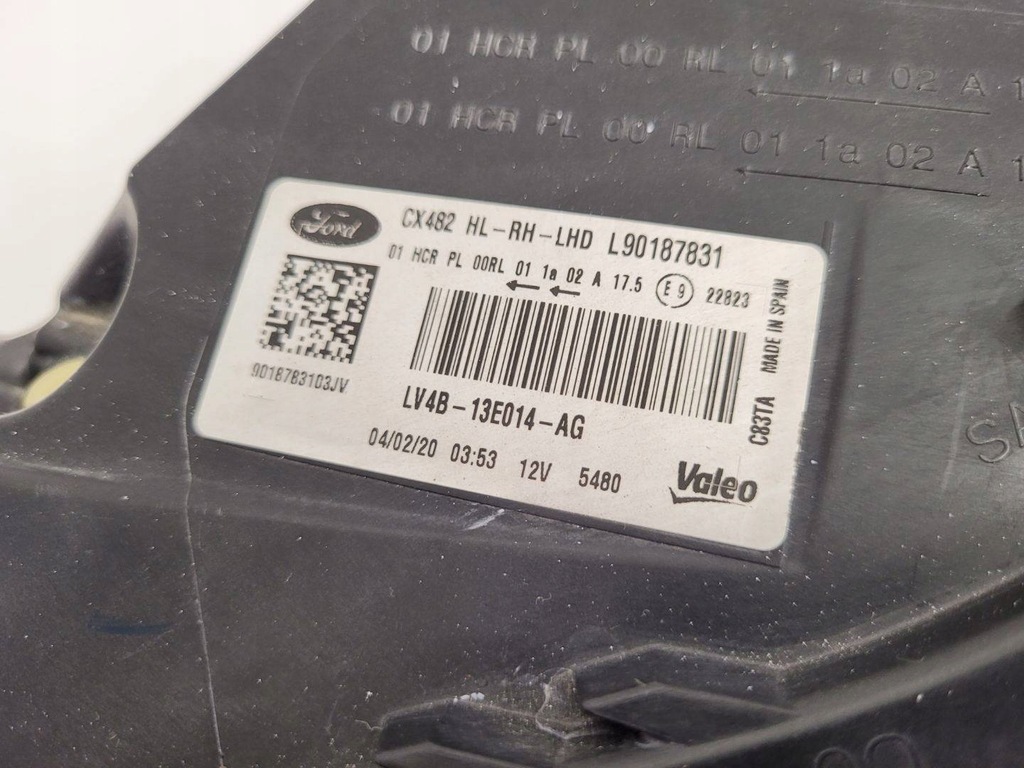 01 HCR PL 00 RL 01 1a 02 A 1
01 HCR PL 00 RL 01 1a 02 A 1
Ford CX482 HL-RH-LHD L90187831
01 HCR PL 00RL 01 1a 02 A 17.5 E9 22823
9018783103JV
LV4B-13E014-AG
04/02/20 03:53 12V 5480
Valeo
C83TA MADE IN SPAIN